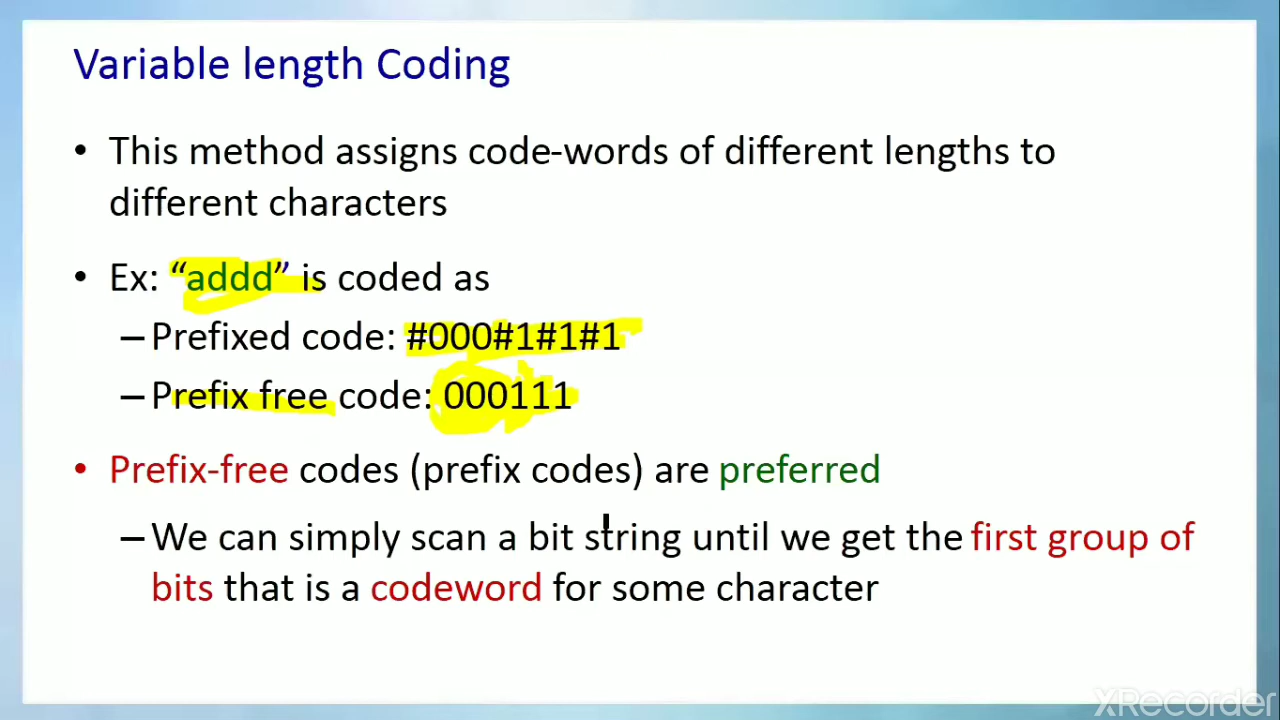 Variable length Coding
• This method assigns code-words of different lengths to
different characters
• Ex: “addd” is coded as
–Prefixed code: #000#1#1#1
–Prefix free code: 000111
• Prefix-free codes (prefix codes) are preferred
–We can simply scan a bit string until we get the first group of
bits that is a codeword for some character
XRecorder